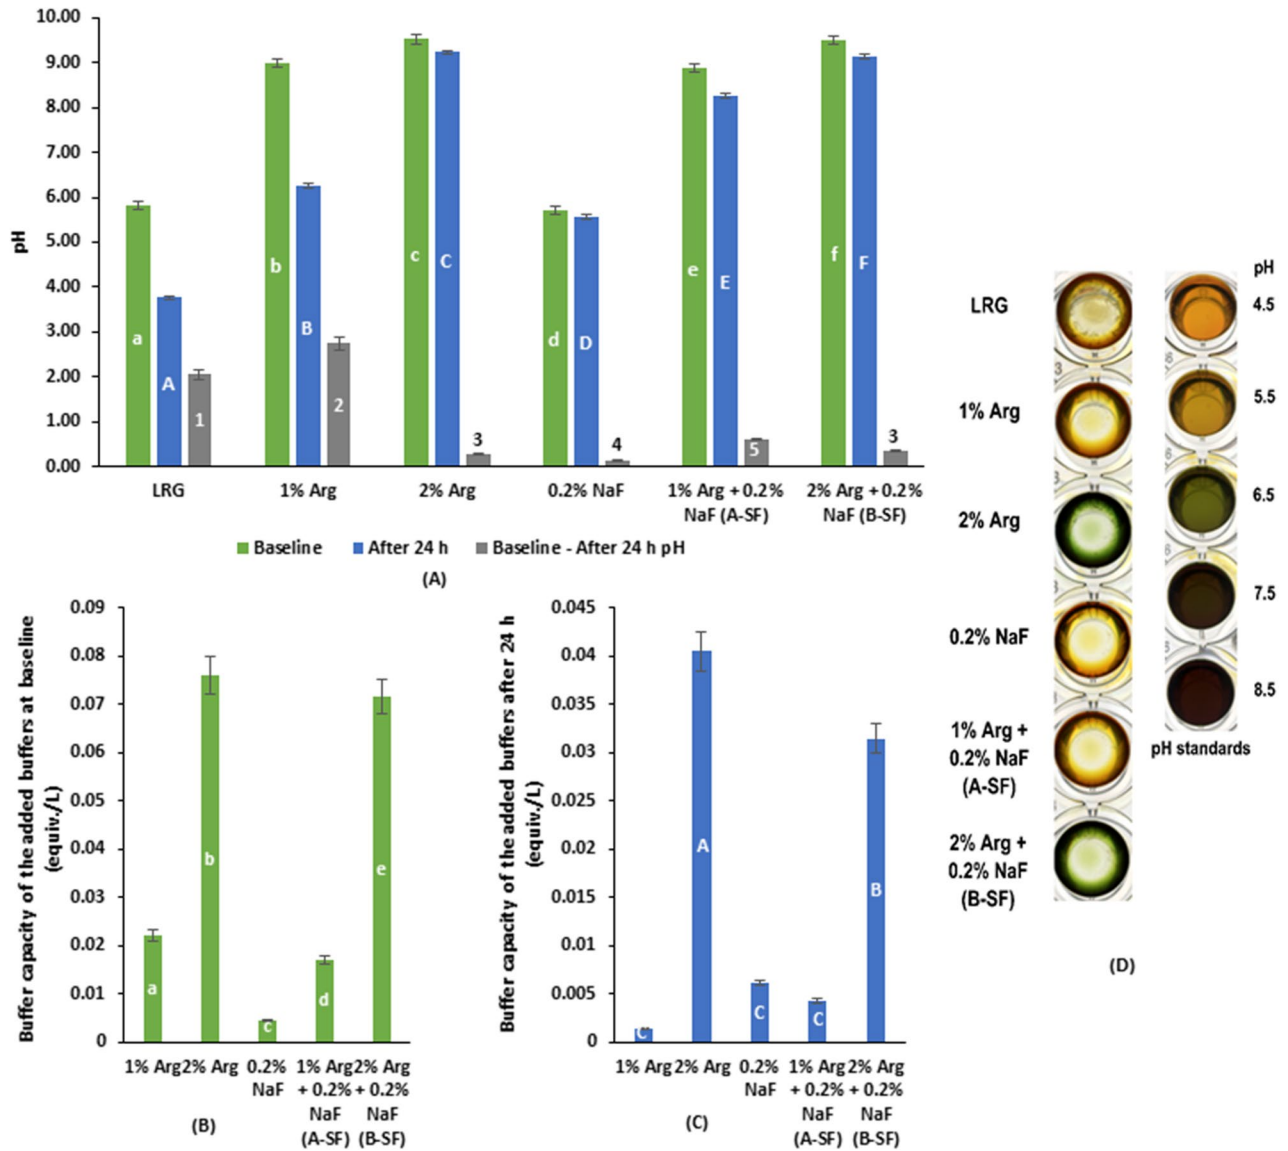 10.00
9.00
8.00
7.00
6.00
5.00
4.00
3.00
2.00
1.00
0.00
pH
a
A
1
b
B
2
c
C
3
d
D
4
e
E
5
f
F
3
LRG
1% Arg
2% Arg
0.2% NaF
1% Arg + 0.2%
NaF (A-SF)
2% Arg + 0.2%
NaF (B-SF)
Baseline
After 24 h
Baseline - After 24 h pH
(A)
Buffer capacity of the added buffers at baseline
(equiv./L)
0.09
0.08
0.07
0.06
0.05
0.04
0.03
0.02
0.01
0
a
b
c
d
e
1% Arg
2% Arg
0.2%
NaF
1% Arg
+ 0.2%
NaF
(A-SF)
2% Arg
+ 0.2%
NaF
(B-SF)
(B)
Buffer capacity of the added buffers after 24 h
(equiv./L)
0.045
0.04
0.035
0.03
0.025
0.02
0.015
0.01
0.005
0
C
A
C
C
B
1% Arg
2% Arg
0.2%
NaF
1% Arg
+ 0.2%
NaF
(A-SF)
2% Arg
+ 0.2%
NaF
(B-SF)
(C)
LRG
1% Arg
2% Arg
0.2% NaF
1% Arg +
0.2% NaF
(A-SF)
2% Arg +
0.2% NaF
(B-SF)
pH
4.5
5.5
6.5
7.5
8.5
pH standards
(D)